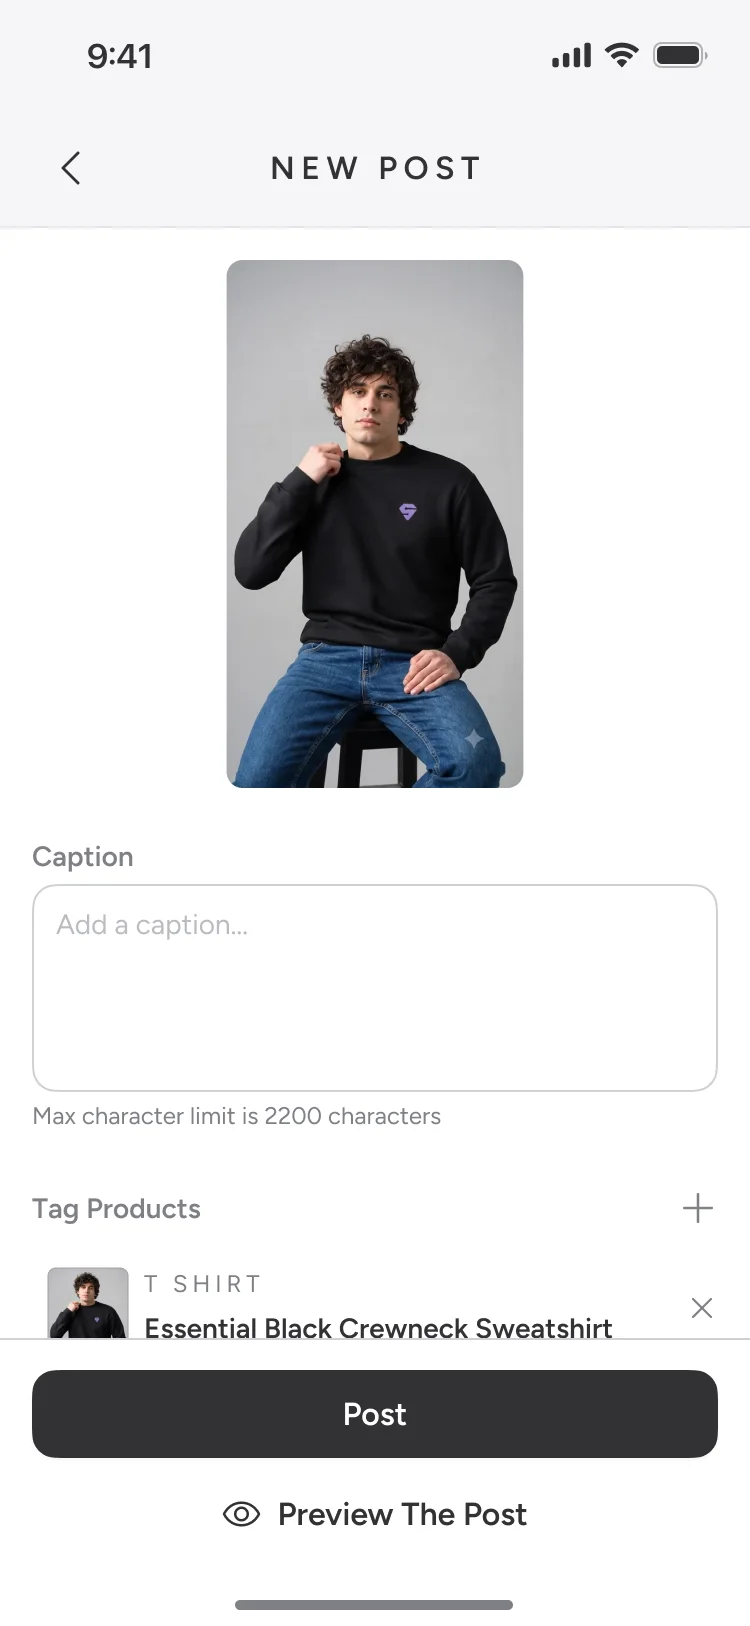 9:41
NEW POST
Caption
Add a caption...
Max character limit is 2200 characters
Tag Products
T SHIRT
Essential Black Crewneck Sweatshirt
Post
Preview The Post